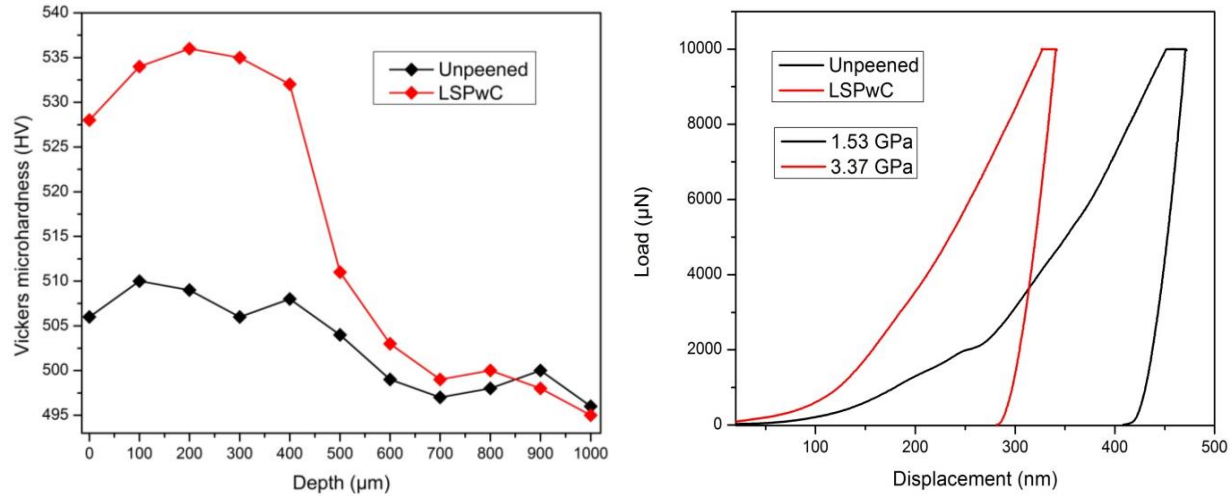 540
535
530
525
520
515
510
505
500
495
Vickers microhardness (HV)
Unpeened
LSPwC
0 100 200 300 400 500 600 700 800 900 1000
Depth (µm)
10000
8000
6000
4000
2000
0
Load (µN)
Unpeened
LSPwC
1.53 GPa
3.37 GPa
100 200 300 400 500
Displacement (nm)